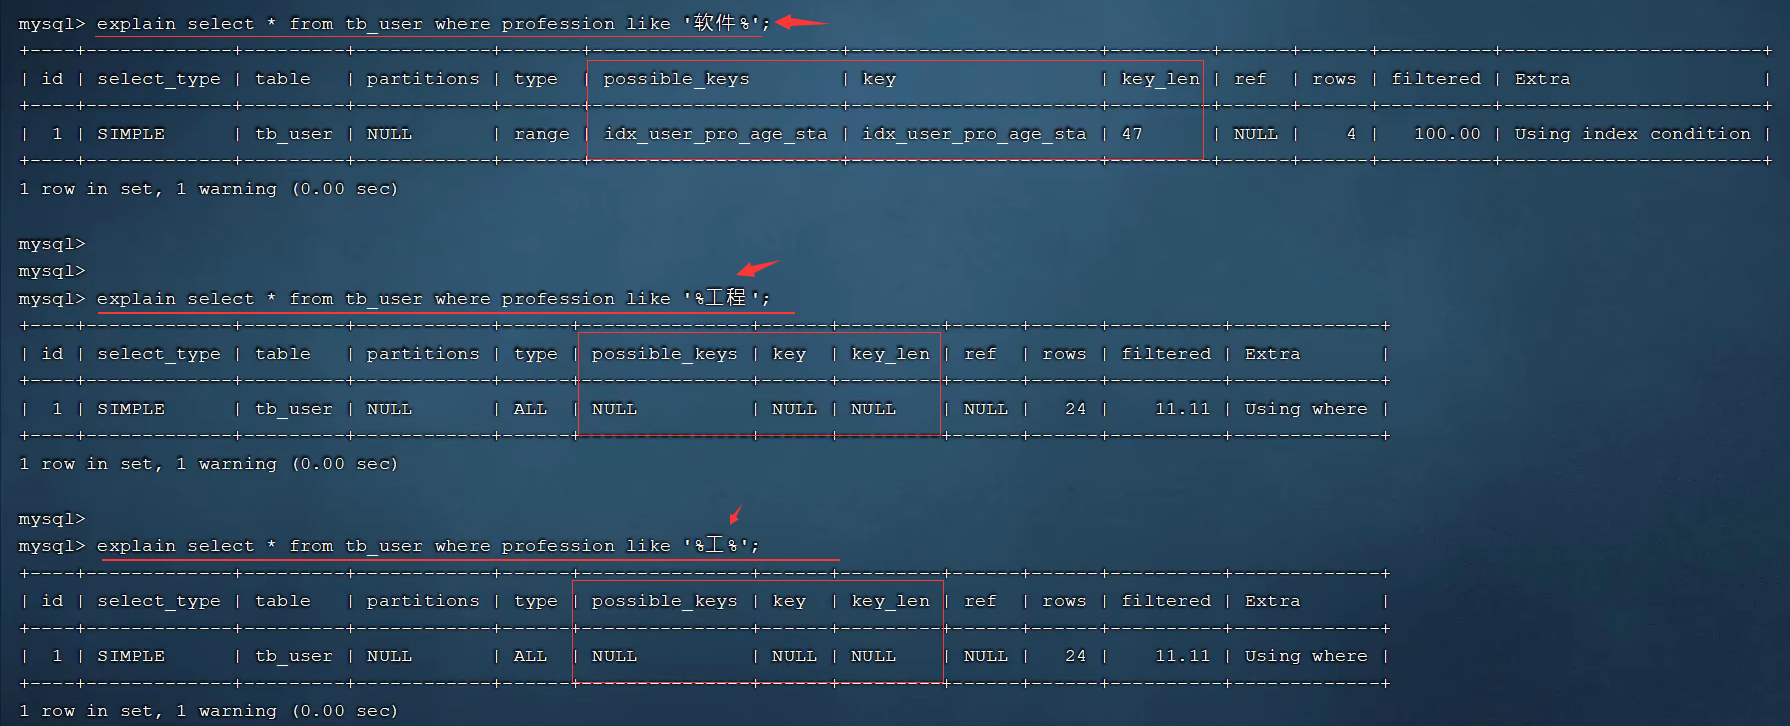 mysql> explain select * from tb_user where profession like '软件%';
+----+-------------+---------+------------+-------+----------------------+----------------------+---------+------+------+----------+-----------------------+
| id | select_type | table | partitions | type | possible_keys | key | key_len | ref | rows | filtered | Extra |
+----+-------------+---------+------------+-------+----------------------+----------------------+---------+------+------+----------+-----------------------+
| 1 | SIMPLE | tb_user | NULL | range | idx_user_pro_age_sta | idx_user_pro_age_sta | 47 | NULL | 4 | 100.00 | Using index condition |
+----+-------------+---------+------------+-------+----------------------+----------------------+---------+------+------+----------+-----------------------+
1 row in set, 1 warning (0.00 sec)
mysql>
mysql>
mysql> explain select * from tb_user where profession like '%工程';
+----+-------------+---------+------------+------+---------------+------+---------+------+------+----------+-------------+
| id | select_type | table | partitions | type | possible_keys | key | key_len | ref | rows | filtered | Extra |
+----+-------------+---------+------------+------+---------------+------+---------+------+------+----------+-------------+
| 1 | SIMPLE | tb_user | NULL | ALL | NULL | NULL | NULL | NULL | 24 | 11.11 | Using where |
+----+-------------+---------+------------+------+---------------+------+---------+------+------+----------+-------------+
1 row in set, 1 warning (0.00 sec)
mysql>
mysql> explain select * from tb_user where profession like '%工%';
+----+-------------+---------+------------+------+---------------+------+---------+------+------+----------+-------------+
| id | select_type | table | partitions | type | possible_keys | key | key_len | ref | rows | filtered | Extra |
+----+-------------+---------+------------+------+---------------+------+---------+------+------+----------+-------------+
| 1 | SIMPLE | tb_user | NULL | ALL | NULL | NULL | NULL | NULL | 24 | 11.11 | Using where |
+----+-------------+---------+------------+------+---------------+------+---------+------+------+----------+-------------+
1 row in set, 1 warning (0.00 sec)